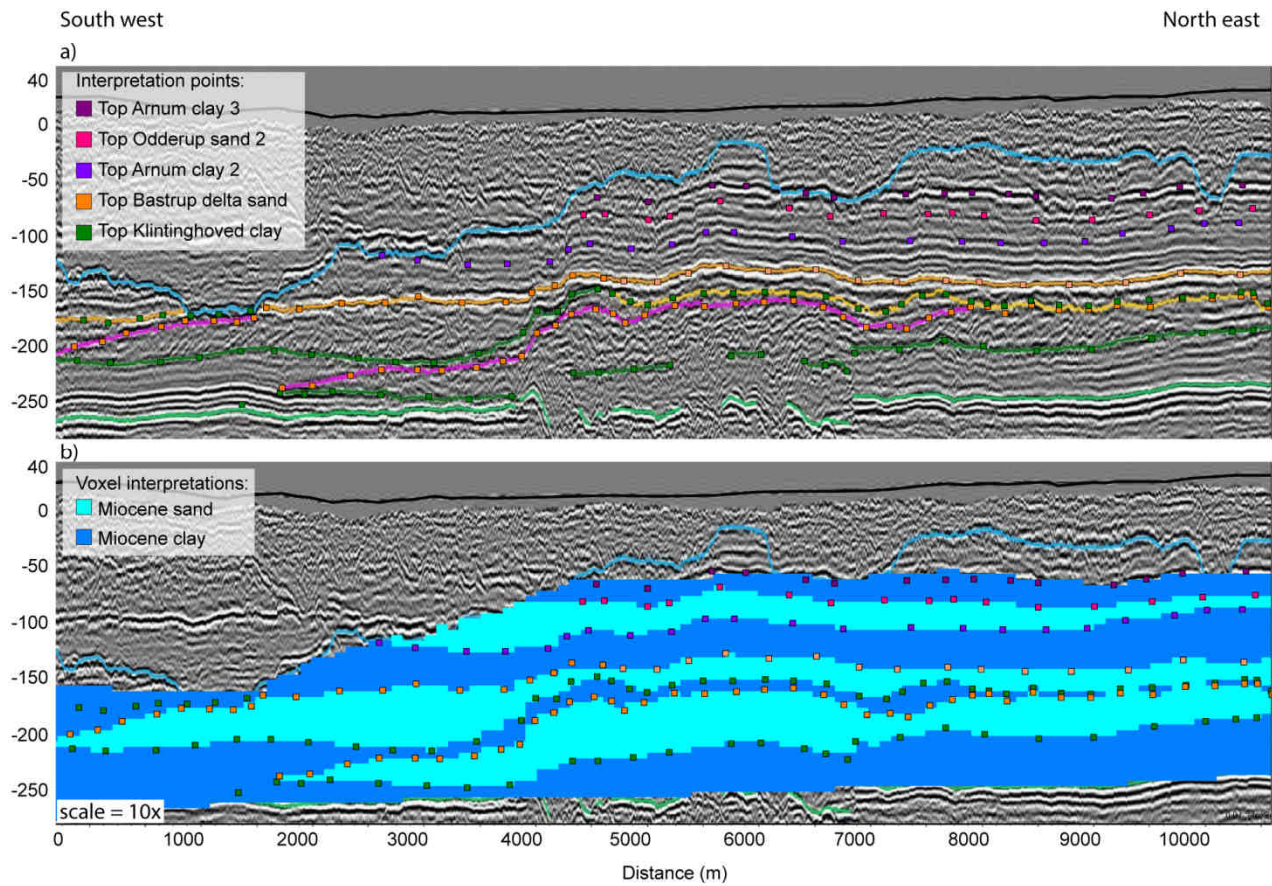 South west
North east
a)
Interpretation points:
Top Arnum clay 3
Top Odderup sand 2
Top Arnum clay 2
Top Bastrup delta sand
Top Klintinghoved clay
40
0
-50
-100
-150
-200
-250
b)
Voxel interpretations:
Miocene sand
Miocene clay
40
0
-50
-100
-150
-200
-250
scale = 10x
0 1000 2000 3000 4000 5000 6000 7000 8000 9000 10000
Distance (m)